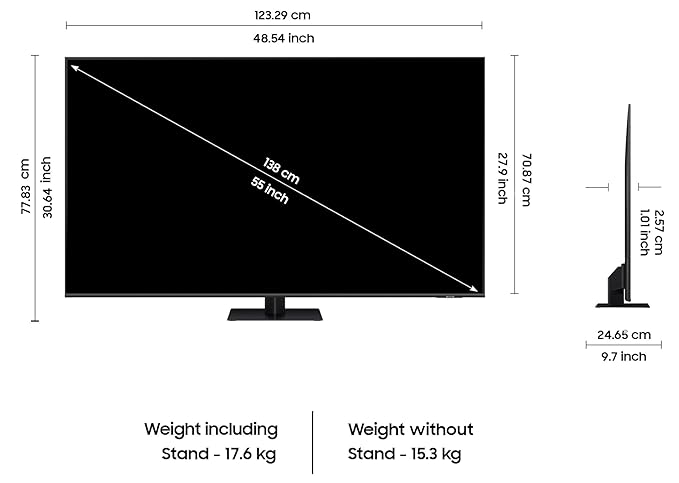 123.29 cm
48.54 inch
77.83 cm
30.64 inch
138 cm
55 inch
27.9 inch
70.87 cm
2.57 cm
1.01 inch
24.65 cm
9.7 inch
Weight including
Stand - 17.6 kg
Weight without
Stand - 15.3 kg